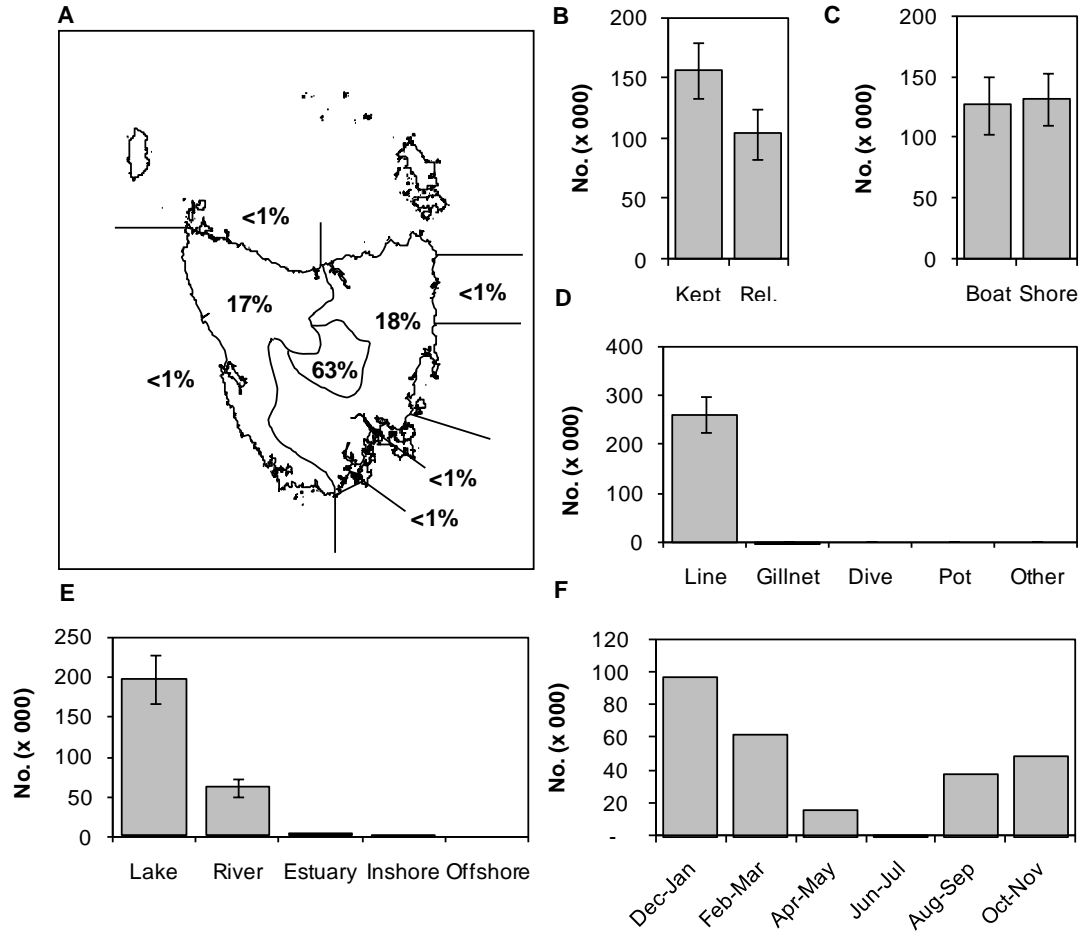 A
<1%
17%
18%
<1%
63%
<1%
<1%
<1%
B
No. (x 000)
200
150
100
50
0
Kept Rel.
C
No. (x 000)
200
150
100
50
0
Boat Shore
D
No. (x 000)
400
300
200
100
0
Line Gillnet Dive Pot Other
E
No. (x 000)
250
200
150
100
50
0
Lake River Estuary Inshore Offshore
F
No. (x 000)
120
100
80
60
40
20
-
Dec-Jan
Feb-Mar
Apr-May
Jun-Jul
Aug-Sep
Oct-Nov